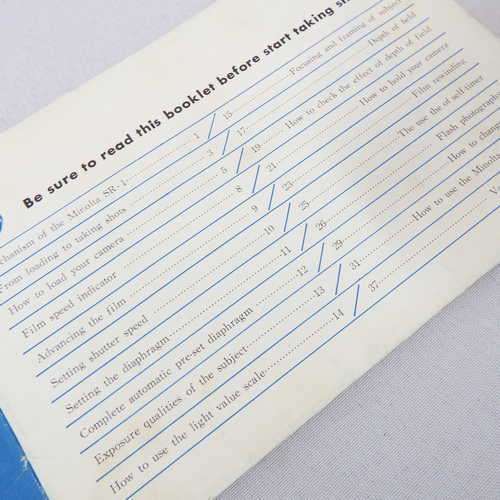 Be sure to read this booklet before start taking
of the Minolta SR-1 1
From loading to taking shots 3
How to load your camera 5
Film speed indicator 8
Advancing the film 9
Setting shutter speed 10
Setting the diaphragm 11
Complete automatic pre-set diaphragm 12
Exposure qualities of the subject 13
How to use the light value scale 14
15 Focusing and framing of subject
17 Depth of field
19 How to check the effect of depth of field
21 How to hold your camera
23 Film rewinding
25 The use the of self-timer
26 Flash
29 How to
31 How to use the Minolta
37